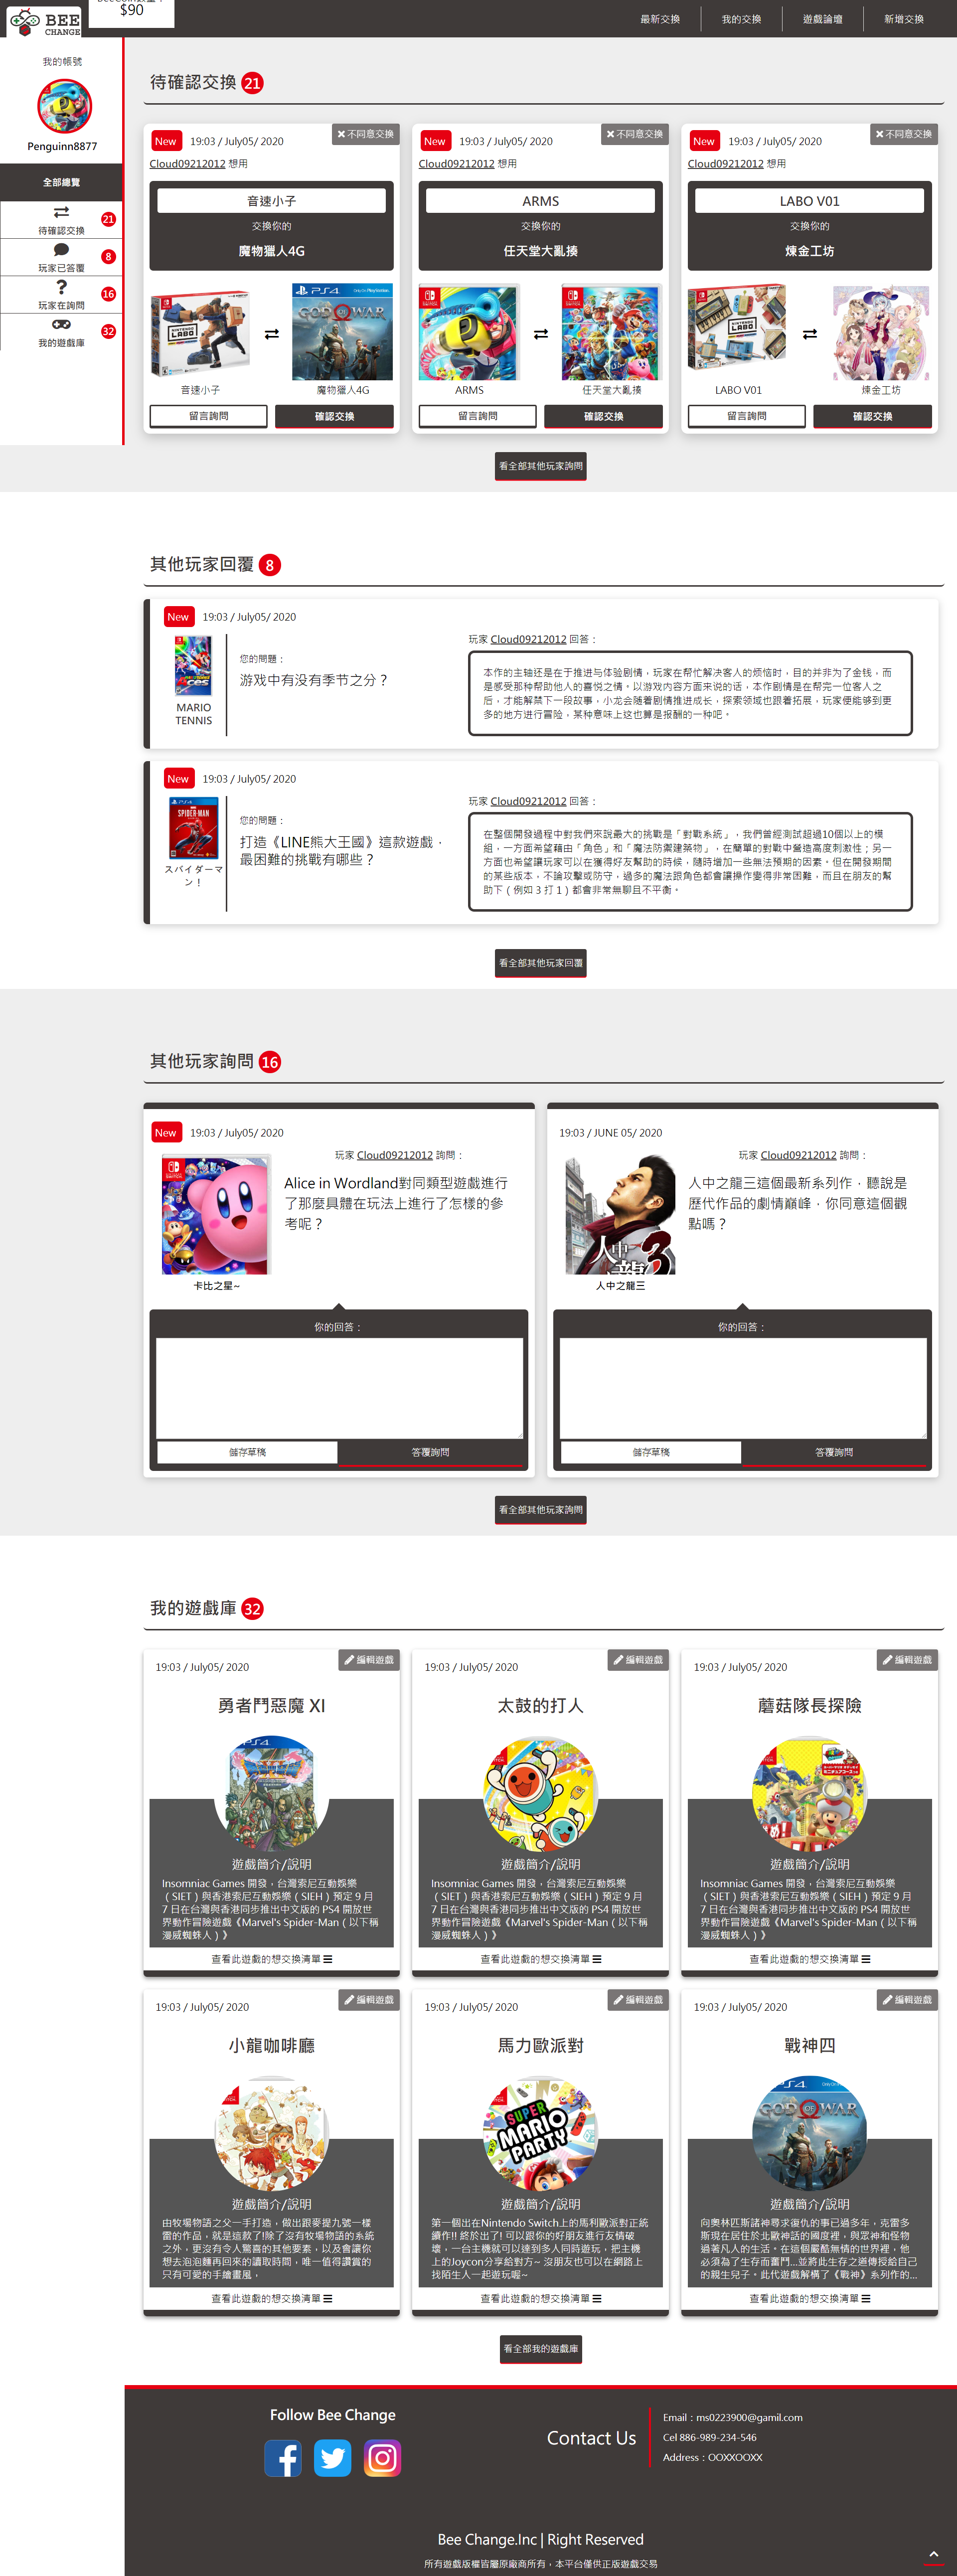 BEE
CHANGE
$90
最新交換
我的交換
遊戲論壇
新增交換
我的帳號
Penguinn8877
全部總覽
待確認交換
21
玩家已答覆
8
玩家在詢問
16
我的遊戲庫
32
待確認交換 21
New 19:03 / July05/ 2020
不同意交換
Cloud09212012 想用
音速小子
交換你的
魔物獵人4G
音速小子
魔物獵人4G
留言詢問
確認交換
New 19:03 / July05/ 2020
不同意交換
Cloud09212012 想用
ARMS
交換你的
任天堂大亂揍
ARMS
任天堂大亂揍
留言詢問
確認交換
New 19:03 / July05/ 2020
不同意交換
Cloud09212012 想用
LABO V01
交換你的
煉金工坊
LABO V01
煉金工坊
留言詢問
確認交換
看全部其他玩家詢問
其他玩家回覆 8
New 19:03 / July05/ 2020
MARIO
TENNIS
您的問題：
游戏中有没有季节之分？
玩家 Cloud09212012 回答：
本作的主轴还是在于推进与体验剧情，玩家在帮忙解决客人的烦恼时，目的并非为了金钱，而
是感受那种帮助他人的喜悦之情。以游戏内容方面来说的话，本作剧情是在帮完一位客人之
后，才能解禁下一段故事，小龙会随着剧情推进成长，探索领域也跟着拓展，玩家便能够到更
多的地方进行冒险，某种意味上这也算是报酬的一种吧。
New 19:03 / July05/ 2020
スパイダーマ
ン！
您的問題：
打造《LINE熊大王國》這款遊戲，
最困難的挑戰有哪些？
玩家 Cloud09212012 回答：
在整個開發過程中對我們來說最大的挑戰是「對戰系統」，我們曾經測試超過10個以上的模
組，一方面希望藉由「角色」和「魔法防禦建築物」，在簡單的對戰中營造高度刺激性；另一
方面也希望讓玩家可以在獲得好友幫助的時候，隨時增加一些無法預期的因素。但在開發期間
的某些版本，不論攻擊或防守，過多的魔法跟角色都會讓操作變得非常困難，而且在朋友的幫
助下（例如 3 打 1）都會非常無聊且不平衡。
看全部其他玩家回覆
其他玩家詢問 16
New 19:03 / July05/ 2020
玩家 Cloud09212012 詢問：
Alice in Wordland對同類型遊戲進行
了那麼具體在玩法上進行了怎樣的參
考呢？
卡比之星~
你的回答：
儲存草稿
答覆詢問
19:03 / JUNE 05/ 2020
玩家 Cloud09212012 詢問：
人中之龍三這個最新系列作，聽說是
歷代作品的劇情巔峰，你同意這個觀
點嗎？
人中之龍三
你的回答：
儲存草稿
答覆詢問
看全部其他玩家詢問
我的遊戲庫 32
19:03 / July05/ 2020
編輯遊戲
勇者鬥惡魔 XI
遊戲簡介/說明
Insomniac Games 開發，台灣索尼互動娛樂
（SIET）與香港索尼互動娛樂（SIEH）預定 9 月
7 日在台灣與香港同步推出中文版的 PS4 開放世
界動作冒險遊戲《Marvel's Spider-Man（以下稱
漫威蜘蛛人）》
查看此遊戲的想交換清單
19:03 / July05/ 2020
編輯遊戲
太鼓的打人
遊戲簡介/說明
Insomniac Games 開發，台灣索尼互動娛樂
（SIET）與香港索尼互動娛樂（SIEH）預定 9 月
7 日在台灣與香港同步推出中文版的 PS4 開放世
界動作冒險遊戲《Marvel's Spider-Man（以下稱
漫威蜘蛛人）》
查看此遊戲的想交換清單
19:03 / July05/ 2020
編輯遊戲
蘑菇隊長探險
遊戲簡介/說明
Insomniac Games 開發，台灣索尼互動娛樂
（SIET）與香港索尼互動娛樂（SIEH）預定 9 月
7 日在台灣與香港同步推出中文版的 PS4 開放世
界動作冒險遊戲《Marvel's Spider-Man（以下稱
漫威蜘蛛人）》
查看此遊戲的想交換清單
19:03 / July05/ 2020
編輯遊戲
小龍咖啡廳
遊戲簡介/說明
由牧場物語之父一手打造，做出跟麥提九號一樣
雷的作品，就是這款了!除了沒有牧場物語的系統
之外，更沒有令人驚喜的其他要素，以及會讓你
想去泡泡麵再回來的讀取時間，唯一值得讚賞的
只有可愛的手繪畫風，
查看此遊戲的想交換清單
19:03 / July05/ 2020
編輯遊戲
馬力歐派對
遊戲簡介/說明
第一個出在Nintendo Switch上的馬利歐派對正統
續作!! 終於出了! 可以跟你的好朋友進行友情破
壞，一台主機就可以達到多人同時遊玩，把主機
上的Joycon分享給對方~ 沒朋友也可以在網路上
找陌生人一起遊玩喔~
查看此遊戲的想交換清單
19:03 / July05/ 2020
編輯遊戲
戰神四
遊戲簡介/說明
向奧林匹斯諸神尋求復仇的事已過多年，克雷多
斯現在居住於北歐神話的國度裡，與眾神和怪物
過著凡人的生活。在這個嚴酷無情的世界裡，他
必須為了生存而奮鬥...並將此生存之道傳授給自己
的親生兒子。此代遊戲解構了《戰神》系列作的...
查看此遊戲的想交換清單
看全部我的遊戲庫
Follow Bee Change
Contact Us
Email：ms0223900@gamil.com
Cel 886-989-234-546
Address：OOXXOOXX
Bee Change.Inc | Right Reserved
所有遊戲版權皆屬原廠商所有，本平台僅供正版遊戲交易